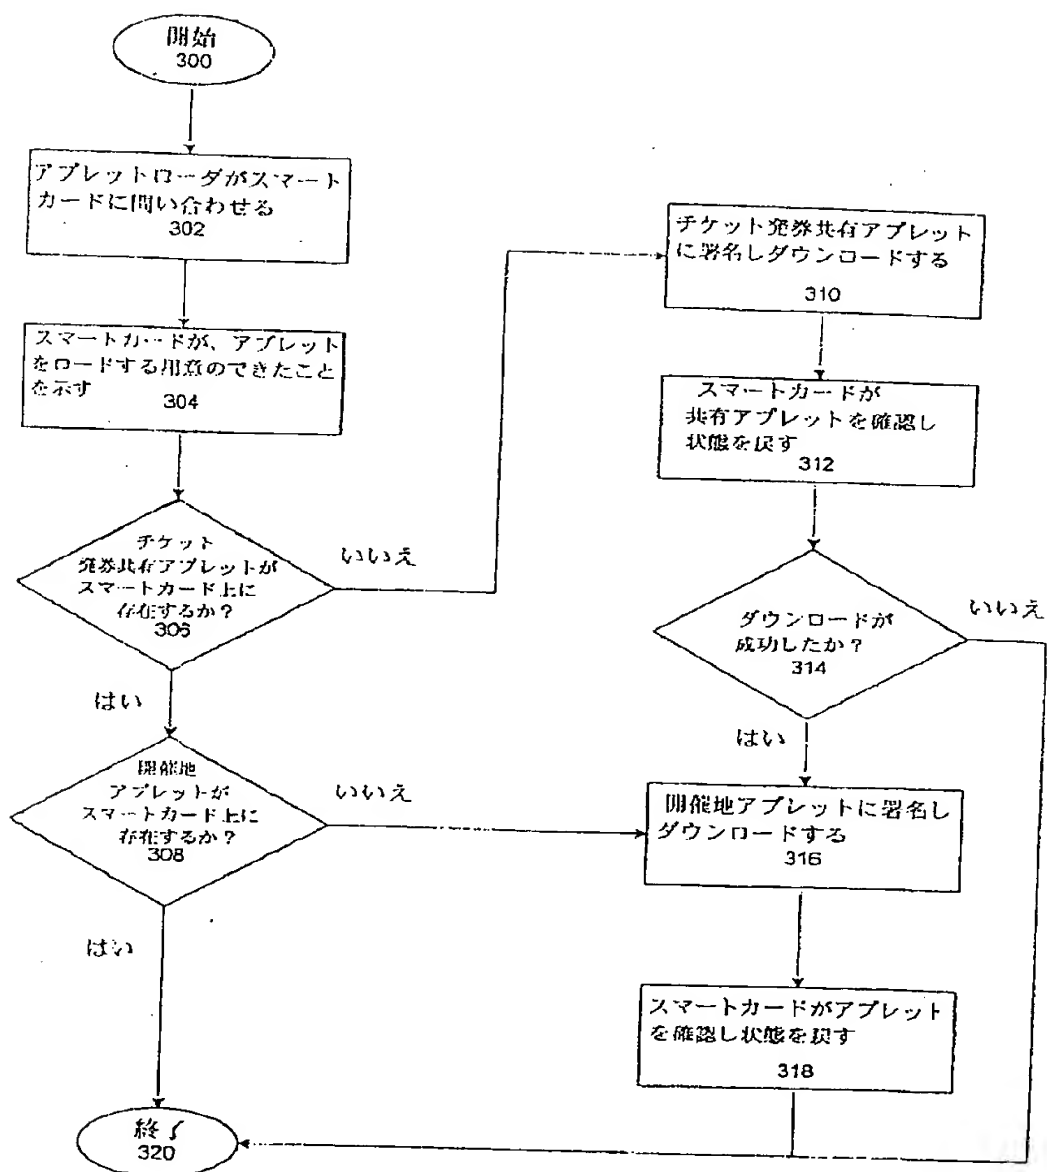 開始
300
アプレットローダがスマート
カードに問い合わせる
302
スマートカードが、アプレット
をロードする用意のできたこと
を示す
304
チケット
発券共有アプレットが
スマートカード上に
存在するか?
306
いいえ
はい
開催地
アプレットが
スマートカード上に
存在するか?
308
いいえ
はい
終了
320
チケット発券共有アプレット
に署名しダウンロードする
310
スマートカードが
共有アプレットを確認し
状態を戻す
312
ダウンロードが
成功したか?
314
いいえ
はい
開催地アプレットに署名し
ダウンロードする
316
スマートカードがアプレット
を確認し状態を戻す
318